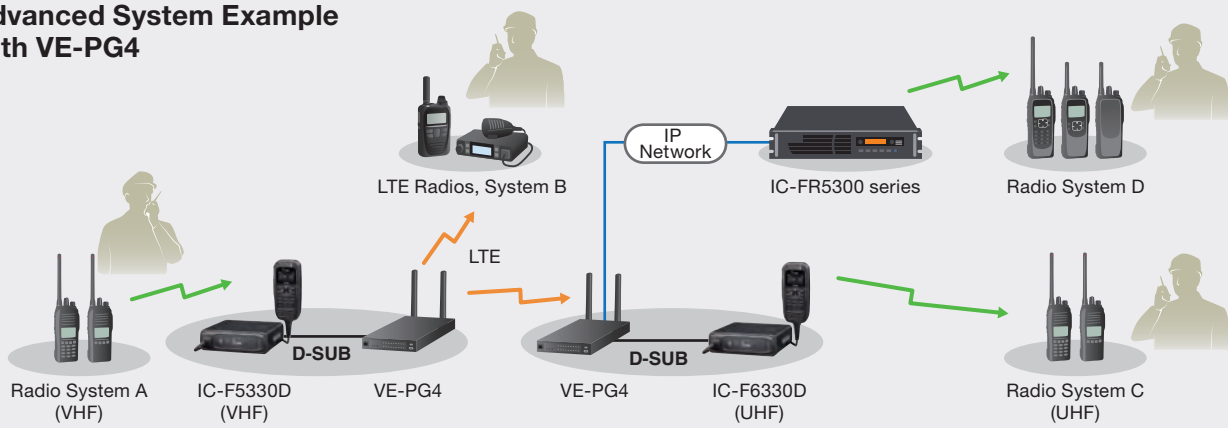 dvanced System Example
th VE-PG4
IP
Network
LTE Radios, System B
IC-FR5300 series
Radio System D
LTE
D-SUB
D-SUB
Radio System A
(VHF)
IC-F5330D
(VHF)
VE-PG4
VE-PG4
IC-F6330D
(UHF)
Radio System C
(UHF)